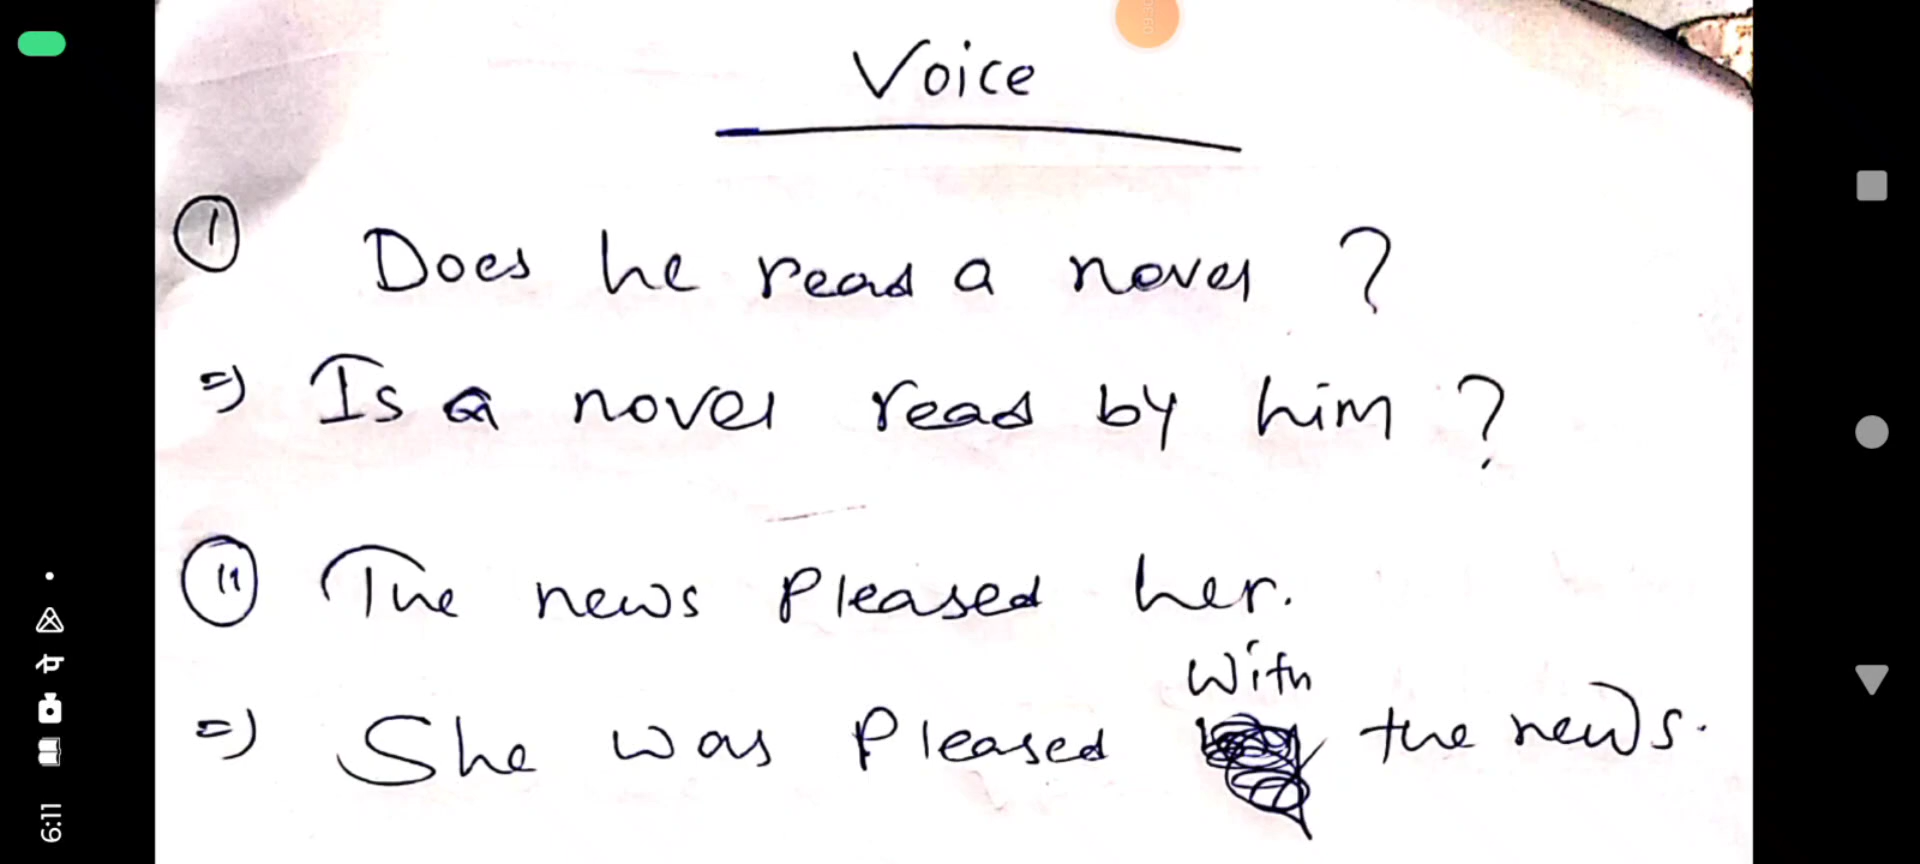 Voice
1 Does he read a novel ?
=) Is a novel read by him ?
11 The news Pleased her.
With
=) She was Pleased the news.
6:11